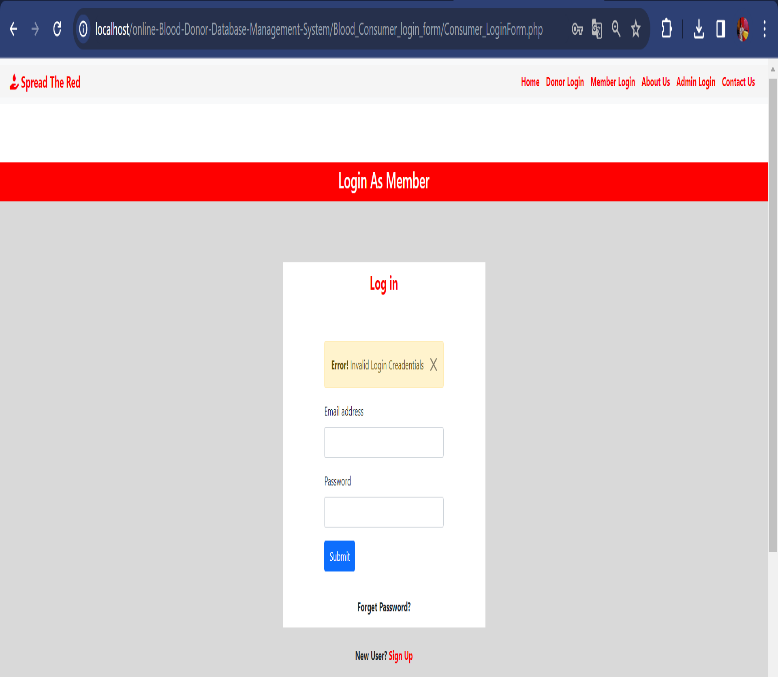 localhost/online-Blood-Donor-Database-Management-System/Blood_Consumer_login_form/Consumer_LoginForm.php
Spread The Red
Home Donor Login Member Login About Us Admin Login Contact Us
Login As Member
Log in
Error! Invalid Login Creadentials
Email address
Password
Submit
Forget Password?
New User? Sign Up